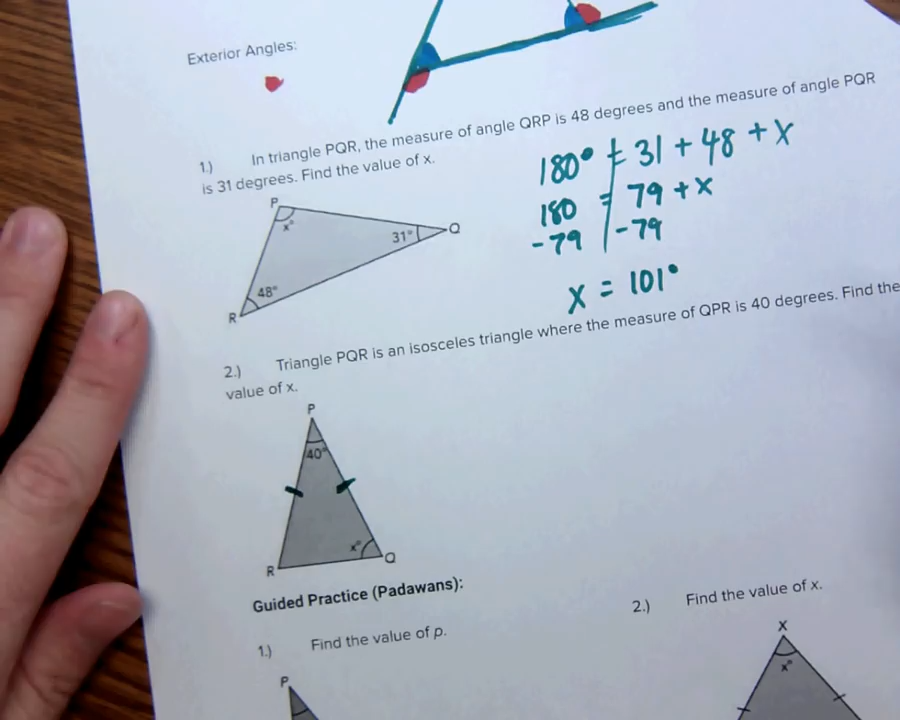 Exterior Angles:
1.) In triangle PQR, the measure of angle QRP is 48 degrees and the measure of angle PQR
is 31 degrees. Find the value of x.
180° = 31 + 48 + x
180 = 79 + x
-79 -79
x = 101°
P
x°
31°
Q
48°
R
2.) Triangle PQR is an isosceles triangle where the measure of QPR is 40 degrees. Find the
value of x.
P
40°
x°
R
Q
Guided Practice (Padawans):
1.) Find the value of p.
2.) Find the value of x.
P
X
x°